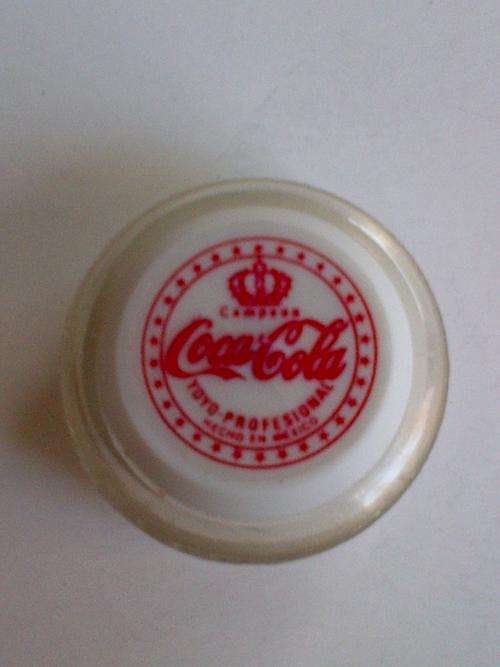 Campeon
Coca-Cola
YOYO PROFESIONAL
HECHO EN MEXICO